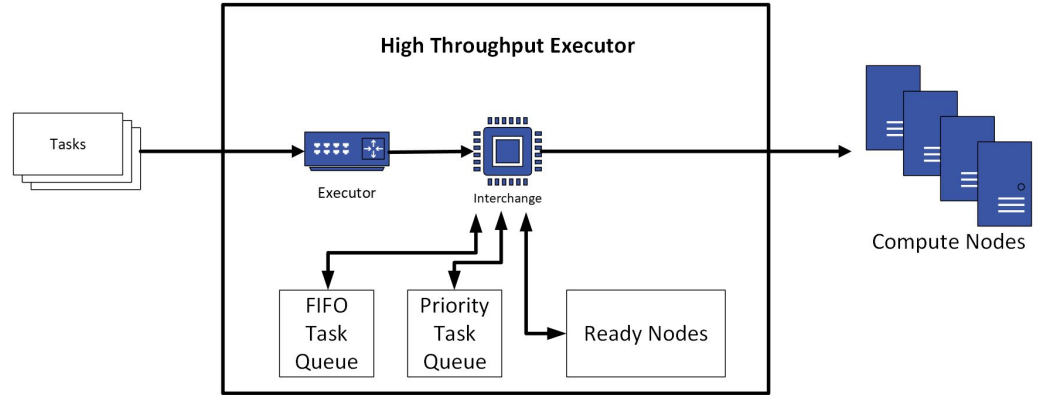 High Throughput Executor
Tasks
Executor
Interchange
Compute Nodes
FIFO
Task
Queue
Priority
Task
Queue
Ready Nodes